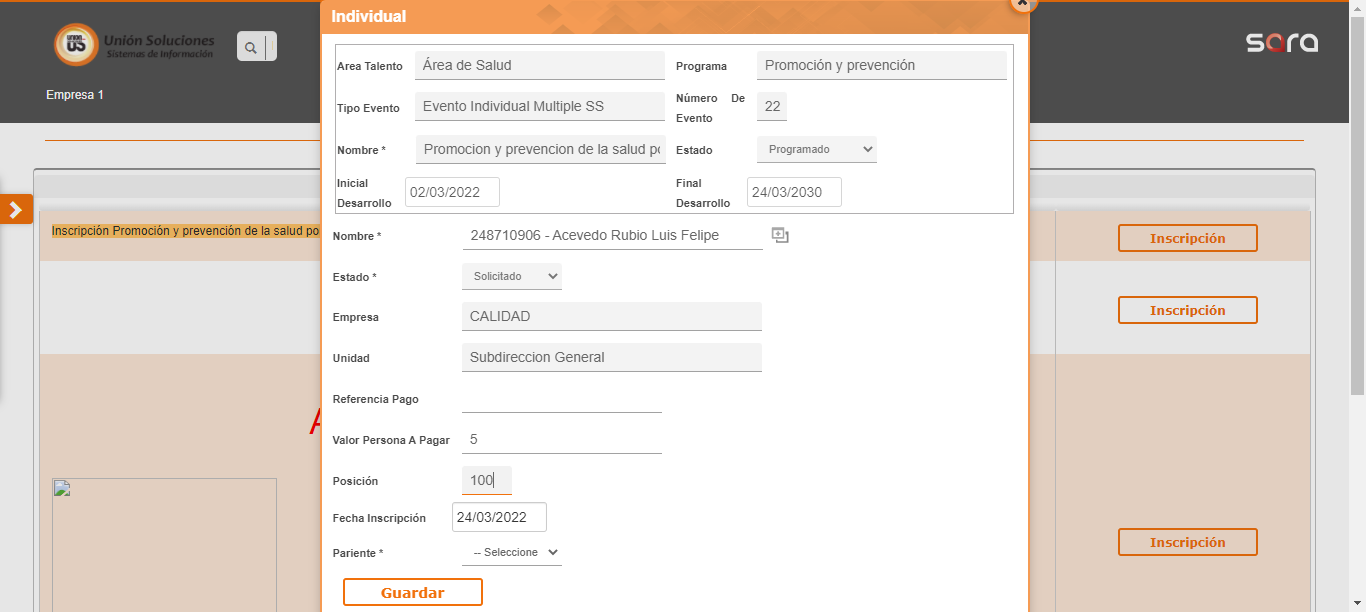 Individual
Unión Soluciones
Sistemas de Información
sara
Empresa 1
Area Talento Área de Salud Programa Promoción y prevención
Tipo Evento Evento Individual Multiple SS Número De Evento 22
Nombre * Promocion y prevencion de la salud po Estado Programado
Inicial Desarrollo 02/03/2022 Final Desarrollo 24/03/2030
Inscripción Promoción y prevención de la salud po
Inscripción
Nombre * 248710906 - Acevedo Rubio Luis Felipe
Estado * Solicitado
Empresa CALIDAD
Inscripción
Unidad Subdireccion General
Referencia Pago
Valor Persona A Pagar 5
Posición 100
Fecha Inscripción 24/03/2022
Pariente * -- Seleccione
Inscripción
Guardar